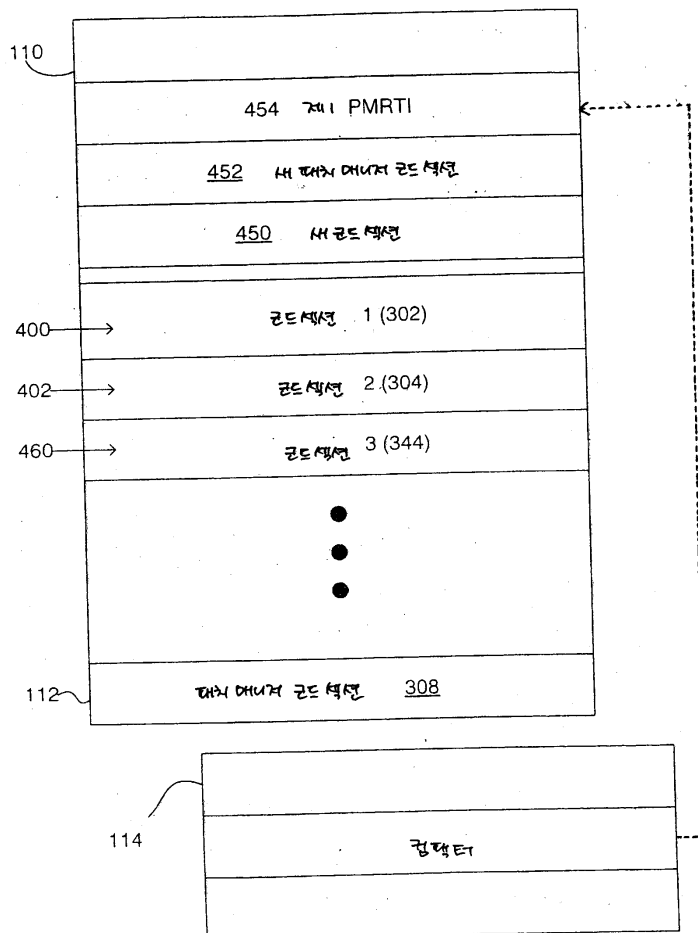 110
454 제1 PMRTI
452 새 패치 매니저 코드섹션
450 새 코드섹션
400 코드섹션 1 (302)
402 코드섹션 2 (304)
460 코드섹션 3 (344)
112 패치 매니저 코드섹션 308
114
컴팩터